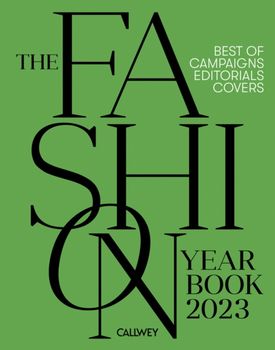 THE
FA
SHI
ON
BEST OF
CAMPAIGNS
EDITORIALS
COVERS
YEAR
BOOK
2023
CALLWEY